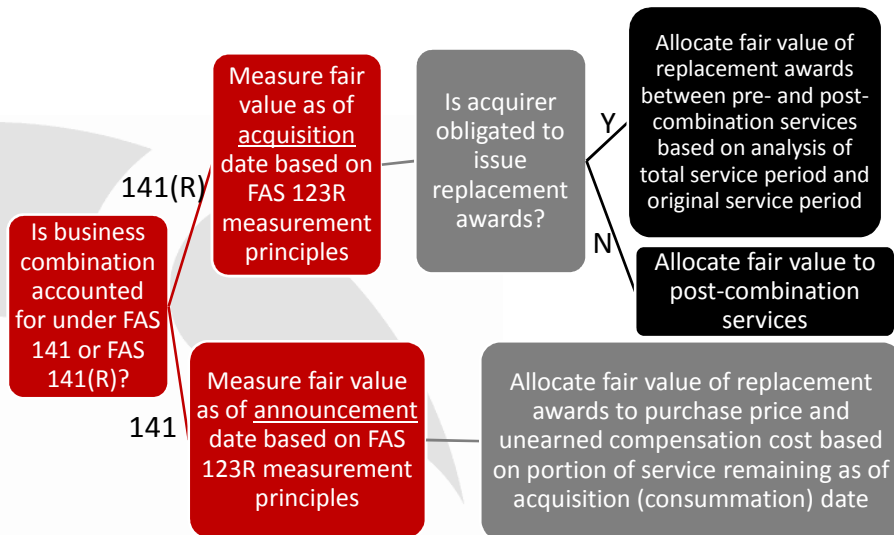 Is business
combination
accounted
for under FAS
141 or FAS
141(R)?
141(R)
Measure fair
value as of
acquisition
date based on
FAS 123R
measurement
principles
Is acquirer
obligated to
issue
replacement
awards?
Y
Allocate fair value of
replacement awards
between pre- and post-
combination services
based on analysis of
total service period and
original service period
N
Allocate fair value to
post-combination
services
141
Measure fair value
as of announcement
date based on FAS
123R measurement
principles
Allocate fair value of replacement
awards to purchase price and
unearned compensation cost based
on portion of service remaining as of
acquisition (consummation) date